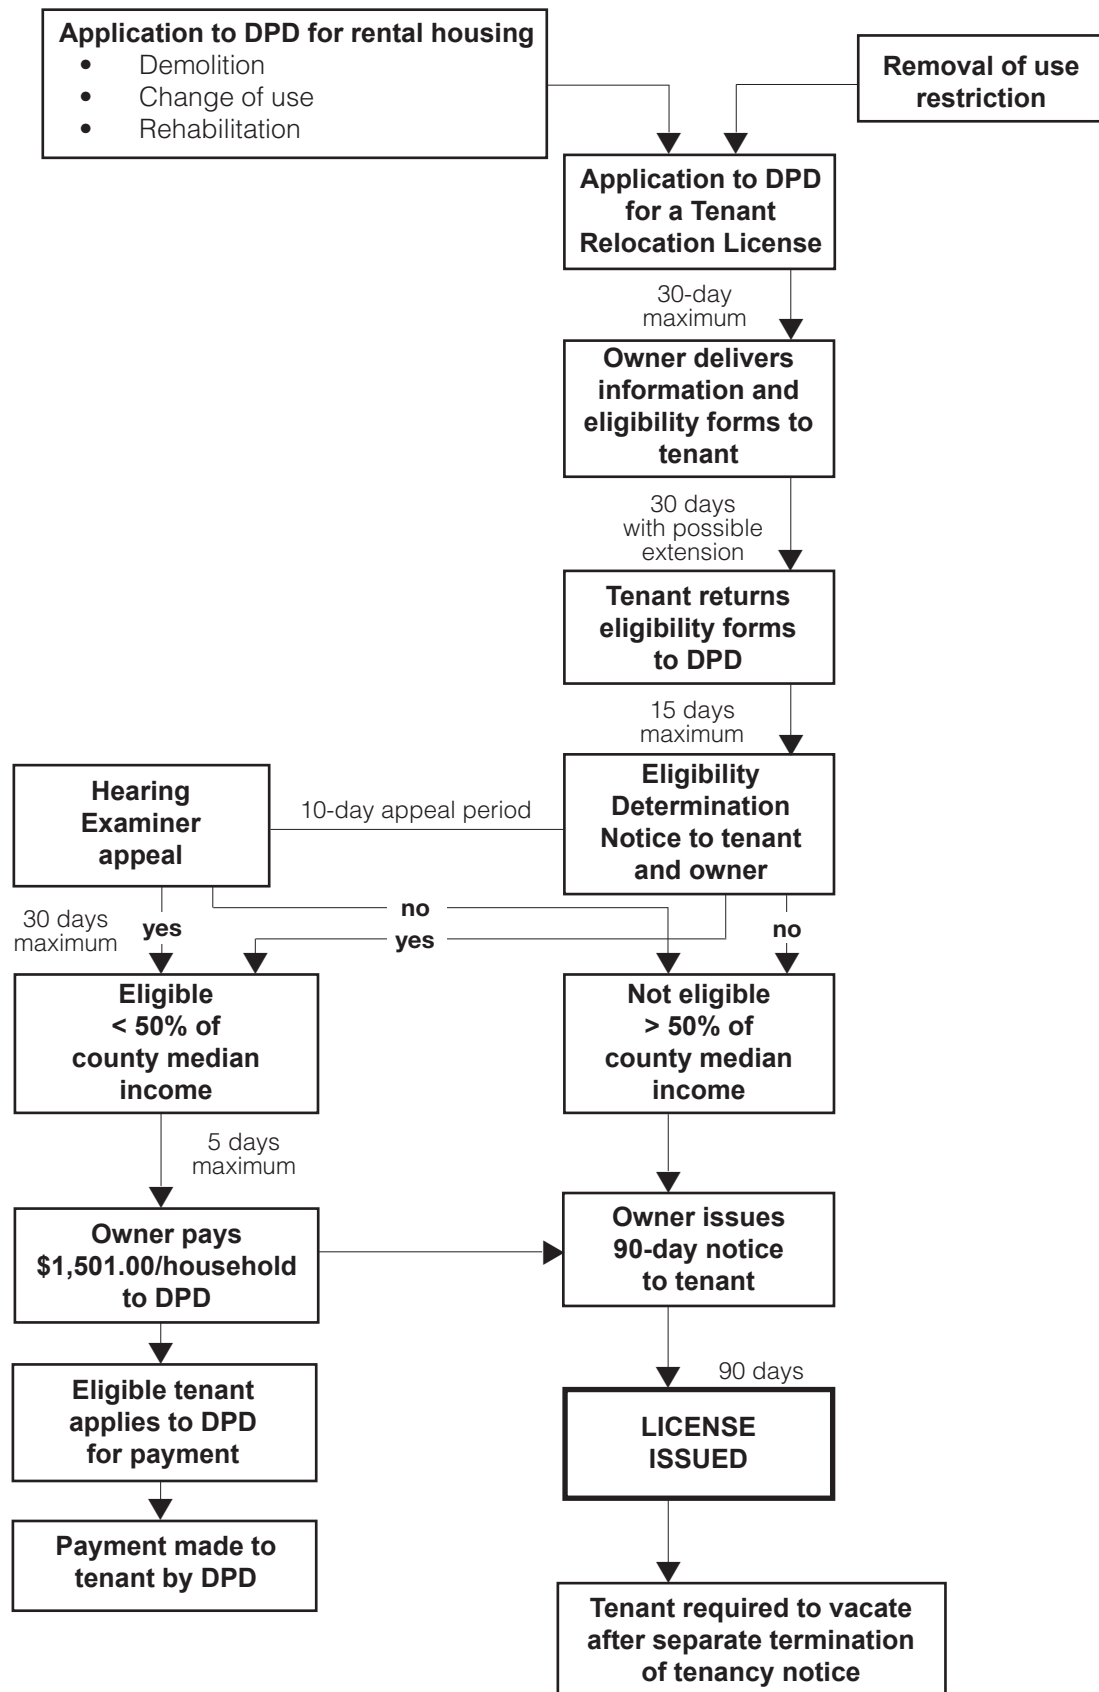 Application to DPD for rental housing
• Demolition
• Change of use
• Rehabilitation
Removal of use
restriction
Application to DPD
for a Tenant
Relocation License
30-day
maximum
Owner delivers
information and
eligibility forms to
tenant
30 days
with possible
extension
Tenant returns
eligibility forms
to DPD
15 days
maximum
Eligibility
Determination
Notice to tenant
and owner
10-day appeal period
Hearing
Examiner
appeal
30 days
maximum
yes
no
yes
no
Eligible
< 50% of
county median
income
Not eligible
> 50% of
county median
income
5 days
maximum
Owner pays
$1,501.00/household
to DPD
Owner issues
90-day notice
to tenant
Eligible tenant
applies to DPD
for payment
90 days
LICENSE
ISSUED
Payment made to
tenant by DPD
Tenant required to vacate
after separate termination
of tenancy notice